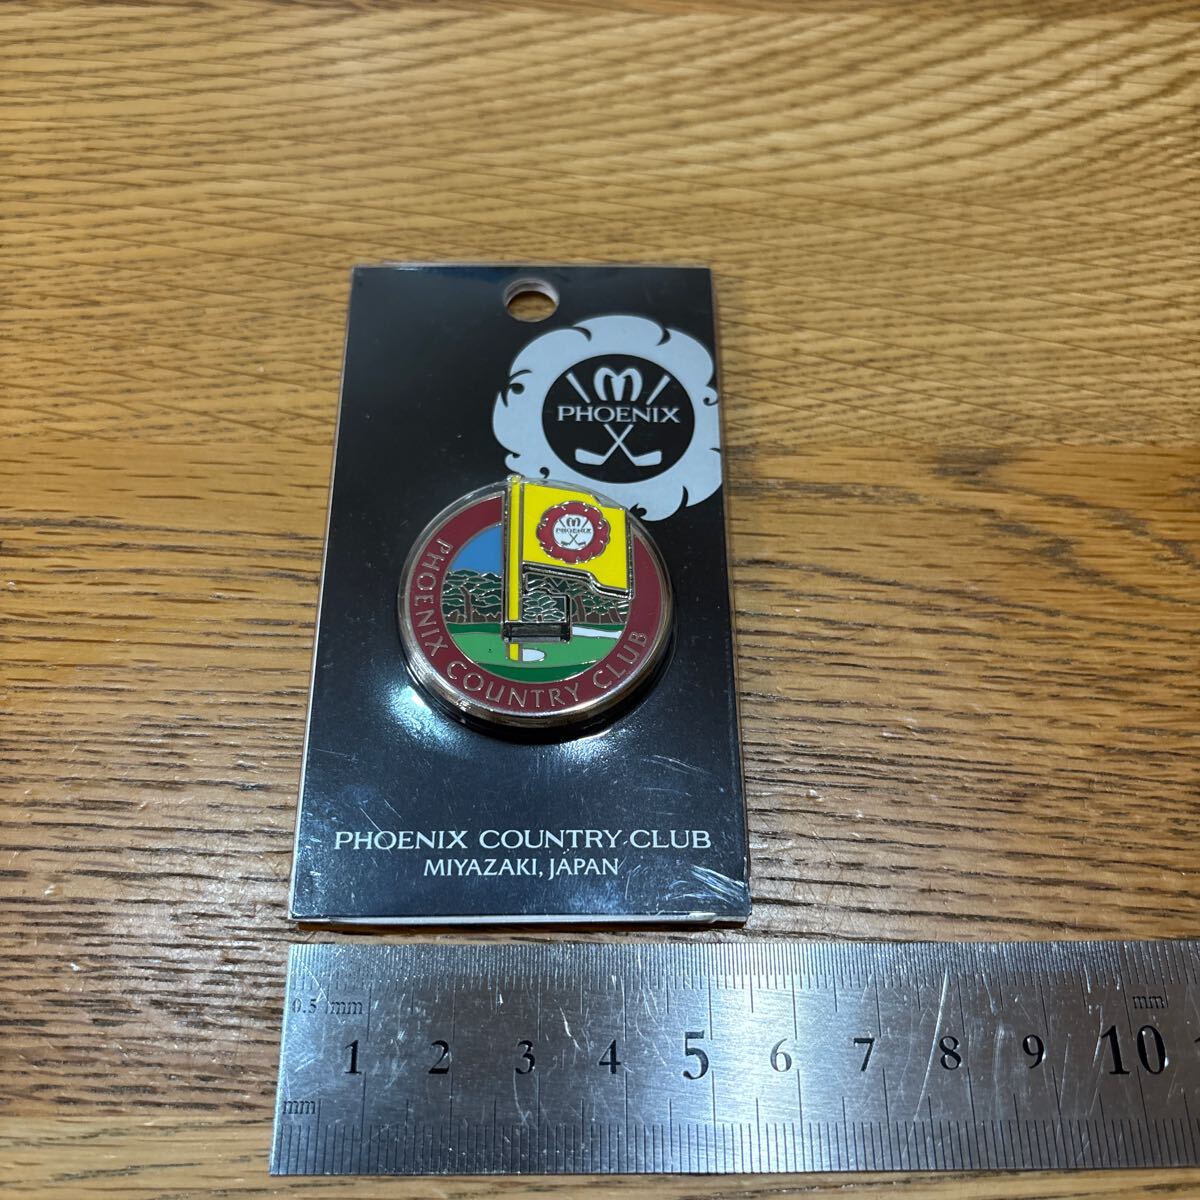 M
PHOENIX
M
PHOENIX
PHOENIX COUNTRY CLUB
PHOENIX COUNTRY CLUB
MIYAZAKI, JAPAN
0.5 mm
mm
1 2 3 4 5 6 7 8 9 10
mm